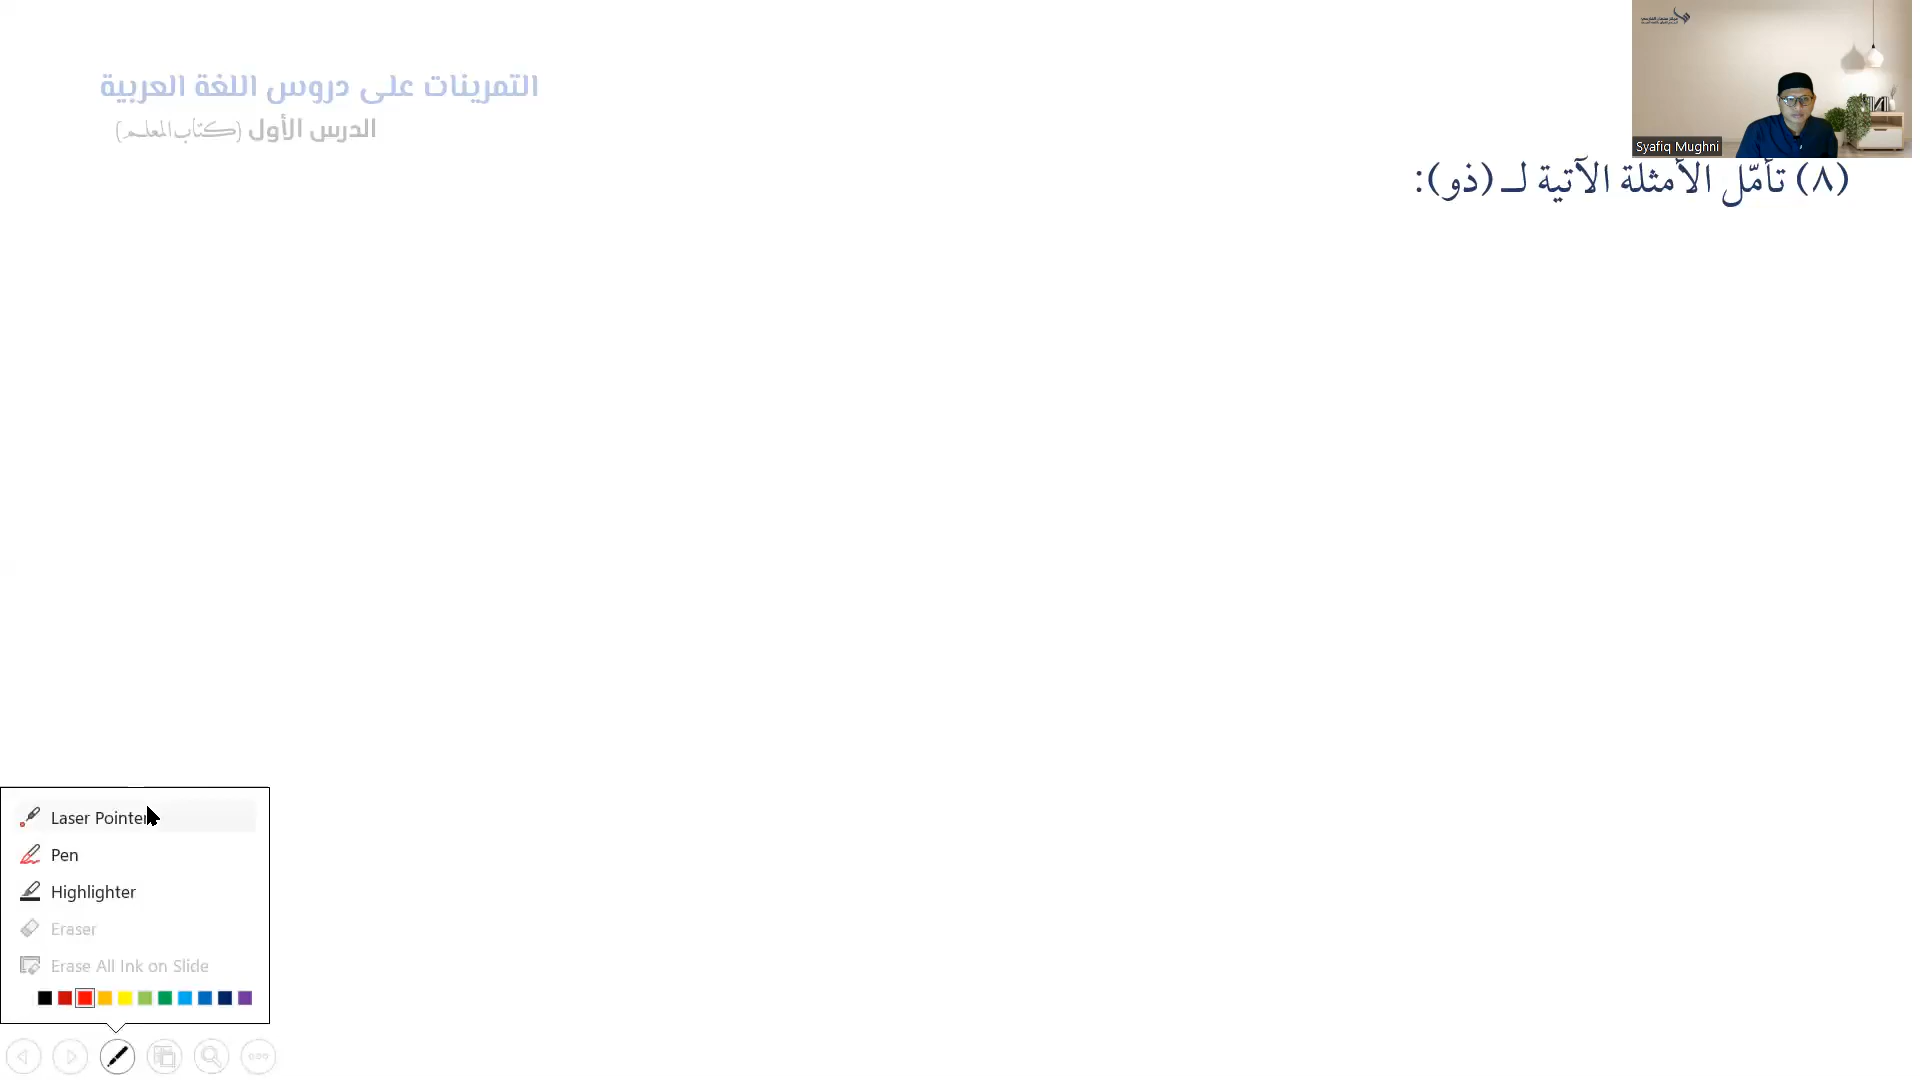 التمرينات على دروس اللغة العربية
الدرس الأول (كتاب المعلم)
Syafiq Mughni
(٨) تأمّل الأمثلة الآتية لـ (ذو):
Laser Pointer
Pen
Highlighter
Eraser
Erase All Ink on Slide